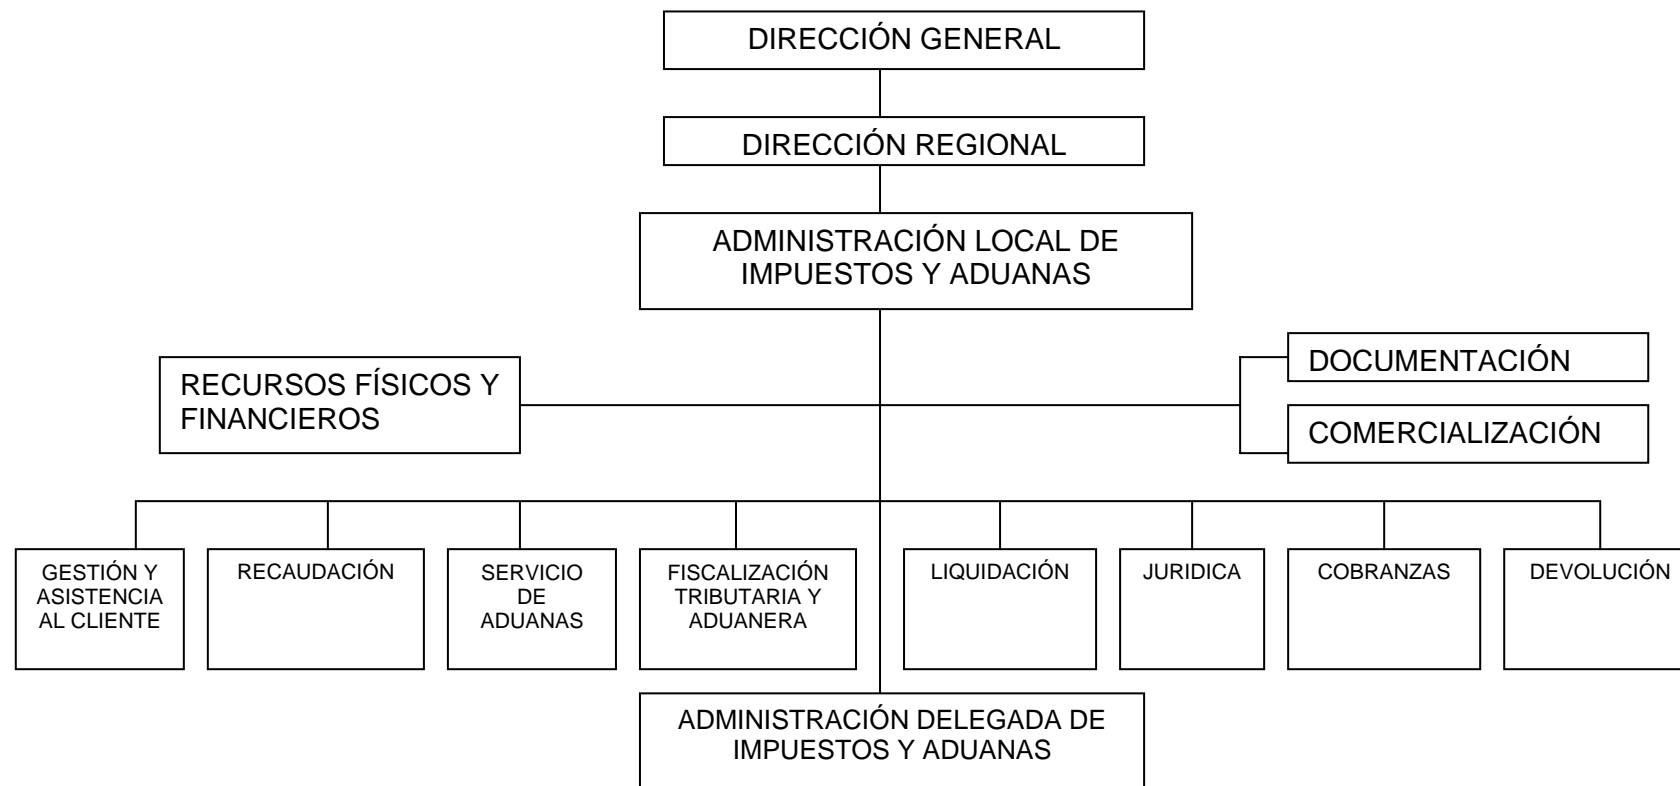 DIRECCIÓN GENERAL
DIRECCIÓN REGIONAL
ADMINISTRACIÓN LOCAL DE
IMPUESTOS Y ADUANAS
RECURSOS FÍSICOS Y
FINANCIEROS
DOCUMENTACIÓN
COMERCIALIZACIÓN
GESTIÓN Y
ASISTENCIA
AL CLIENTE
RECAUDACIÓN
SERVICIO
DE
ADUANAS
FISCALIZACIÓN
TRIBUTARIA Y
ADUANERA
LIQUIDACIÓN
JURIDICA
COBRANZAS
DEVOLUCIÓN
ADMINISTRACIÓN DELEGADA DE
IMPUESTOS Y ADUANAS